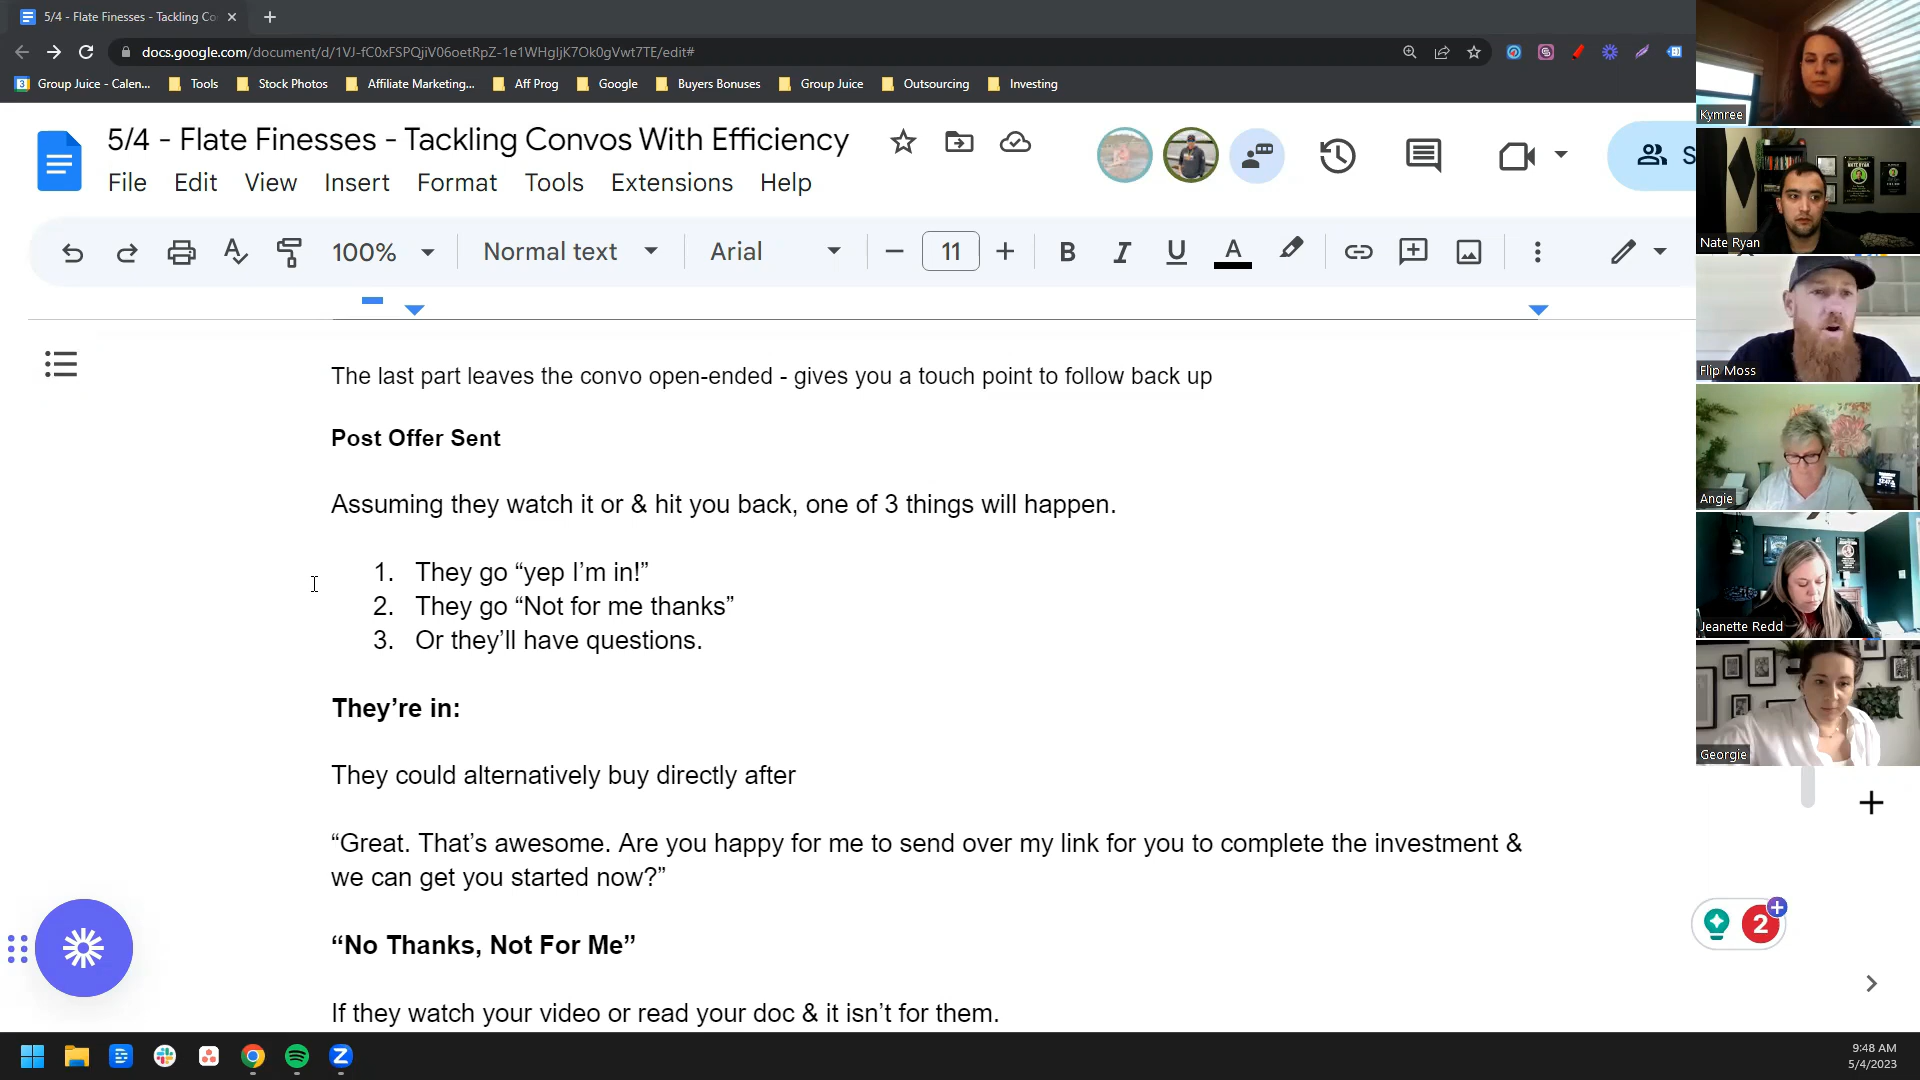 5/4 - Flate Finesses - Tackling Co
docs.google.com/document/d/1VJ-fC0xFSPQjiV06oetRpZ-1e1WHgIjK7Ok0gVwt7TE/edit#
Group Juice - Calen...
Tools
Stock Photos
Affiliate Marketing...
Aff Prog
Google
Buyers Bonuses
Group Juice
Outsourcing
Investing
5/4 - Flate Finesses - Tackling Convos With Efficiency
File Edit View Insert Format Tools Extensions Help
S
100%
Normal text
Arial
11
B I U A
The last part leaves the convo open-ended - gives you a touch point to follow back up
Post Offer Sent
Assuming they watch it or & hit you back, one of 3 things will happen.
1. They go “yep I’m in!”
2. They go “Not for me thanks”
3. Or they’ll have questions.
They’re in:
They could alternatively buy directly after
“Great. That’s awesome. Are you happy for me to send over my link for you to complete the investment &
we can get you started now?”
“No Thanks, Not For Me”
If they watch your video or read your doc & it isn’t for them.
Kymree
Nate Ryan
Flip Moss
Angie
Jeanette Redd
Georgie
2
9:48 AM
5/4/2023